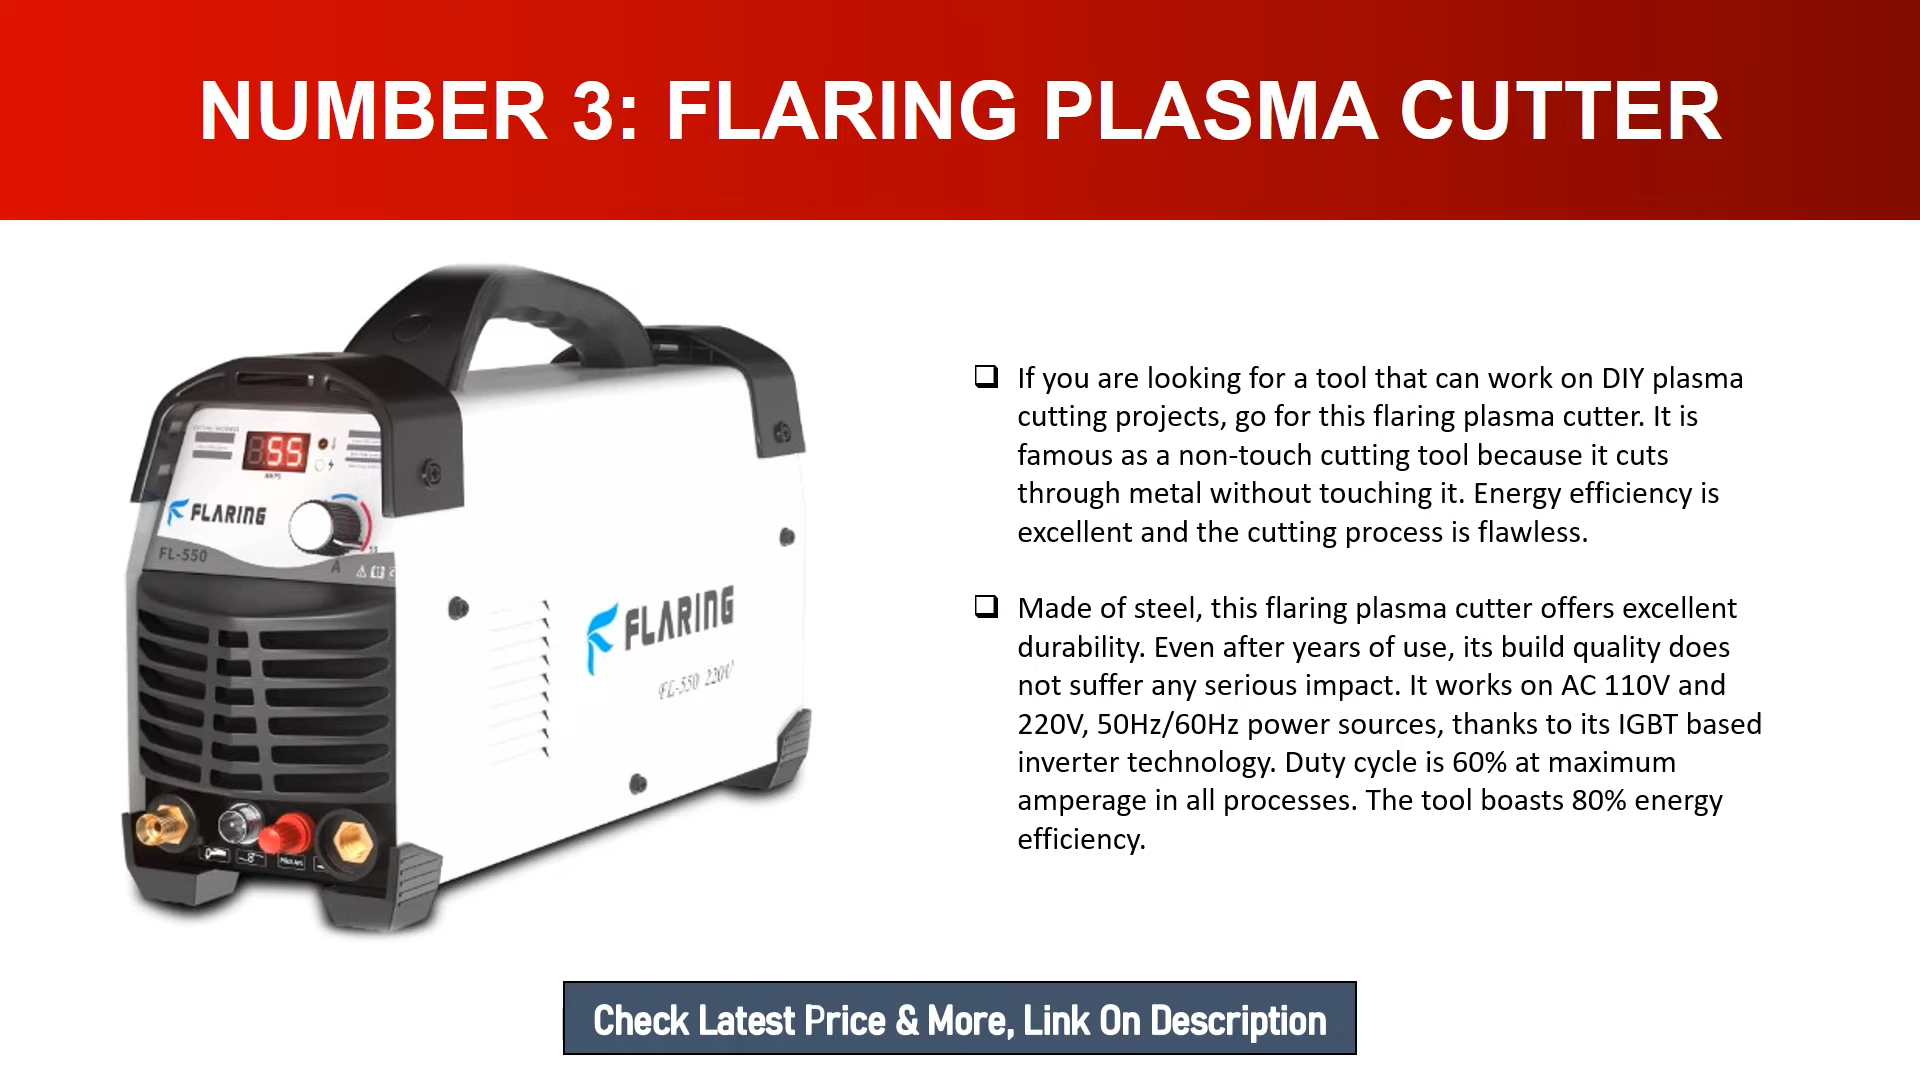 NUMBER 3: FLARING PLASMA CUTTER
If you are looking for a tool that can work on DIY plasma
cutting projects, go for this flaring plasma cutter. It is
famous as a non-touch cutting tool because it cuts
through metal without touching it. Energy efficiency is
excellent and the cutting process is flawless.
Made of steel, this flaring plasma cutter offers excellent
durability. Even after years of use, its build quality does
not suffer any serious impact. It works on AC 110V and
220V, 50Hz/60Hz power sources, thanks to its IGBT based
inverter technology. Duty cycle is 60% at maximum
amperage in all processes. The tool boasts 80% energy
efficiency.
55
AMPS
FLARING
FL-550
A
FLARING
FL-550 220V
Pilot Arc
Check Latest Price & More, Link On Description